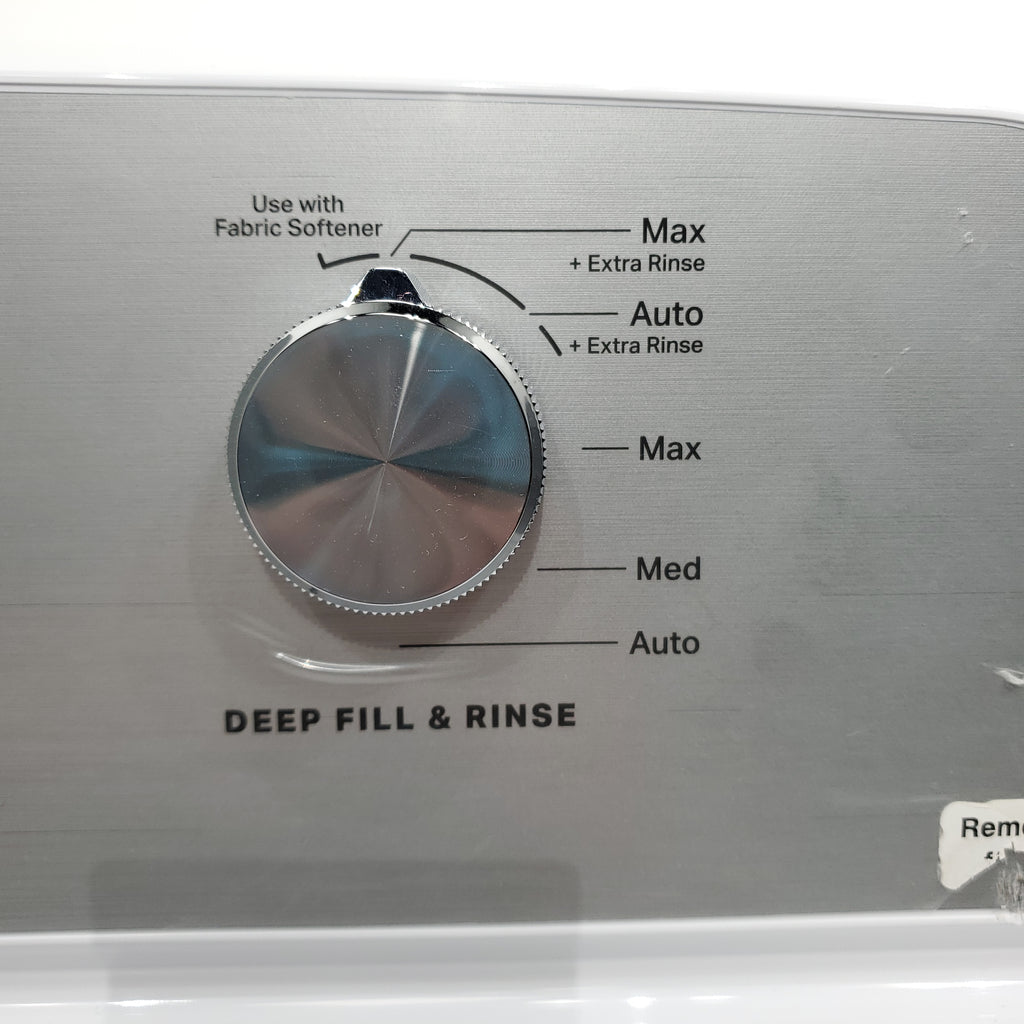 Use with
Fabric Softener
Max
+ Extra Rinse
Auto
+ Extra Rinse
Max
Med
Auto
DEEP FILL & RINSE